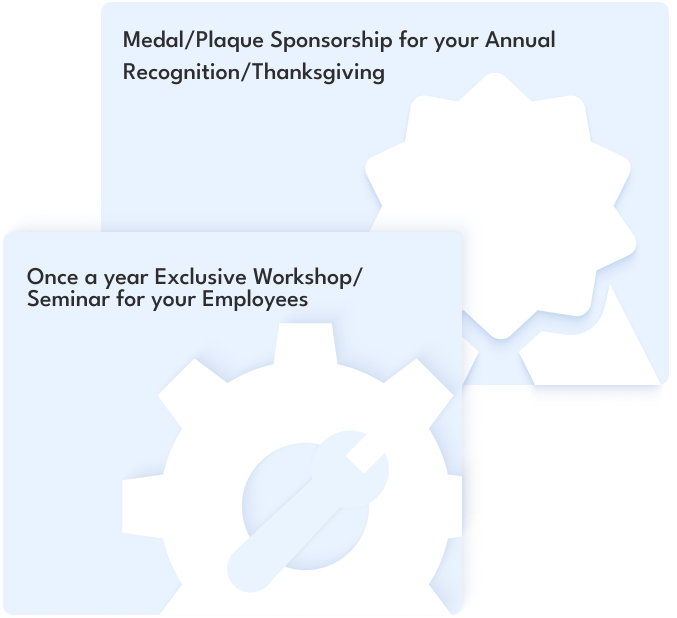 Medal/Plaque Sponsorship for your Annual
Recognition/Thanksgiving
Once a year Exclusive Workshop/
Seminar for your Employees